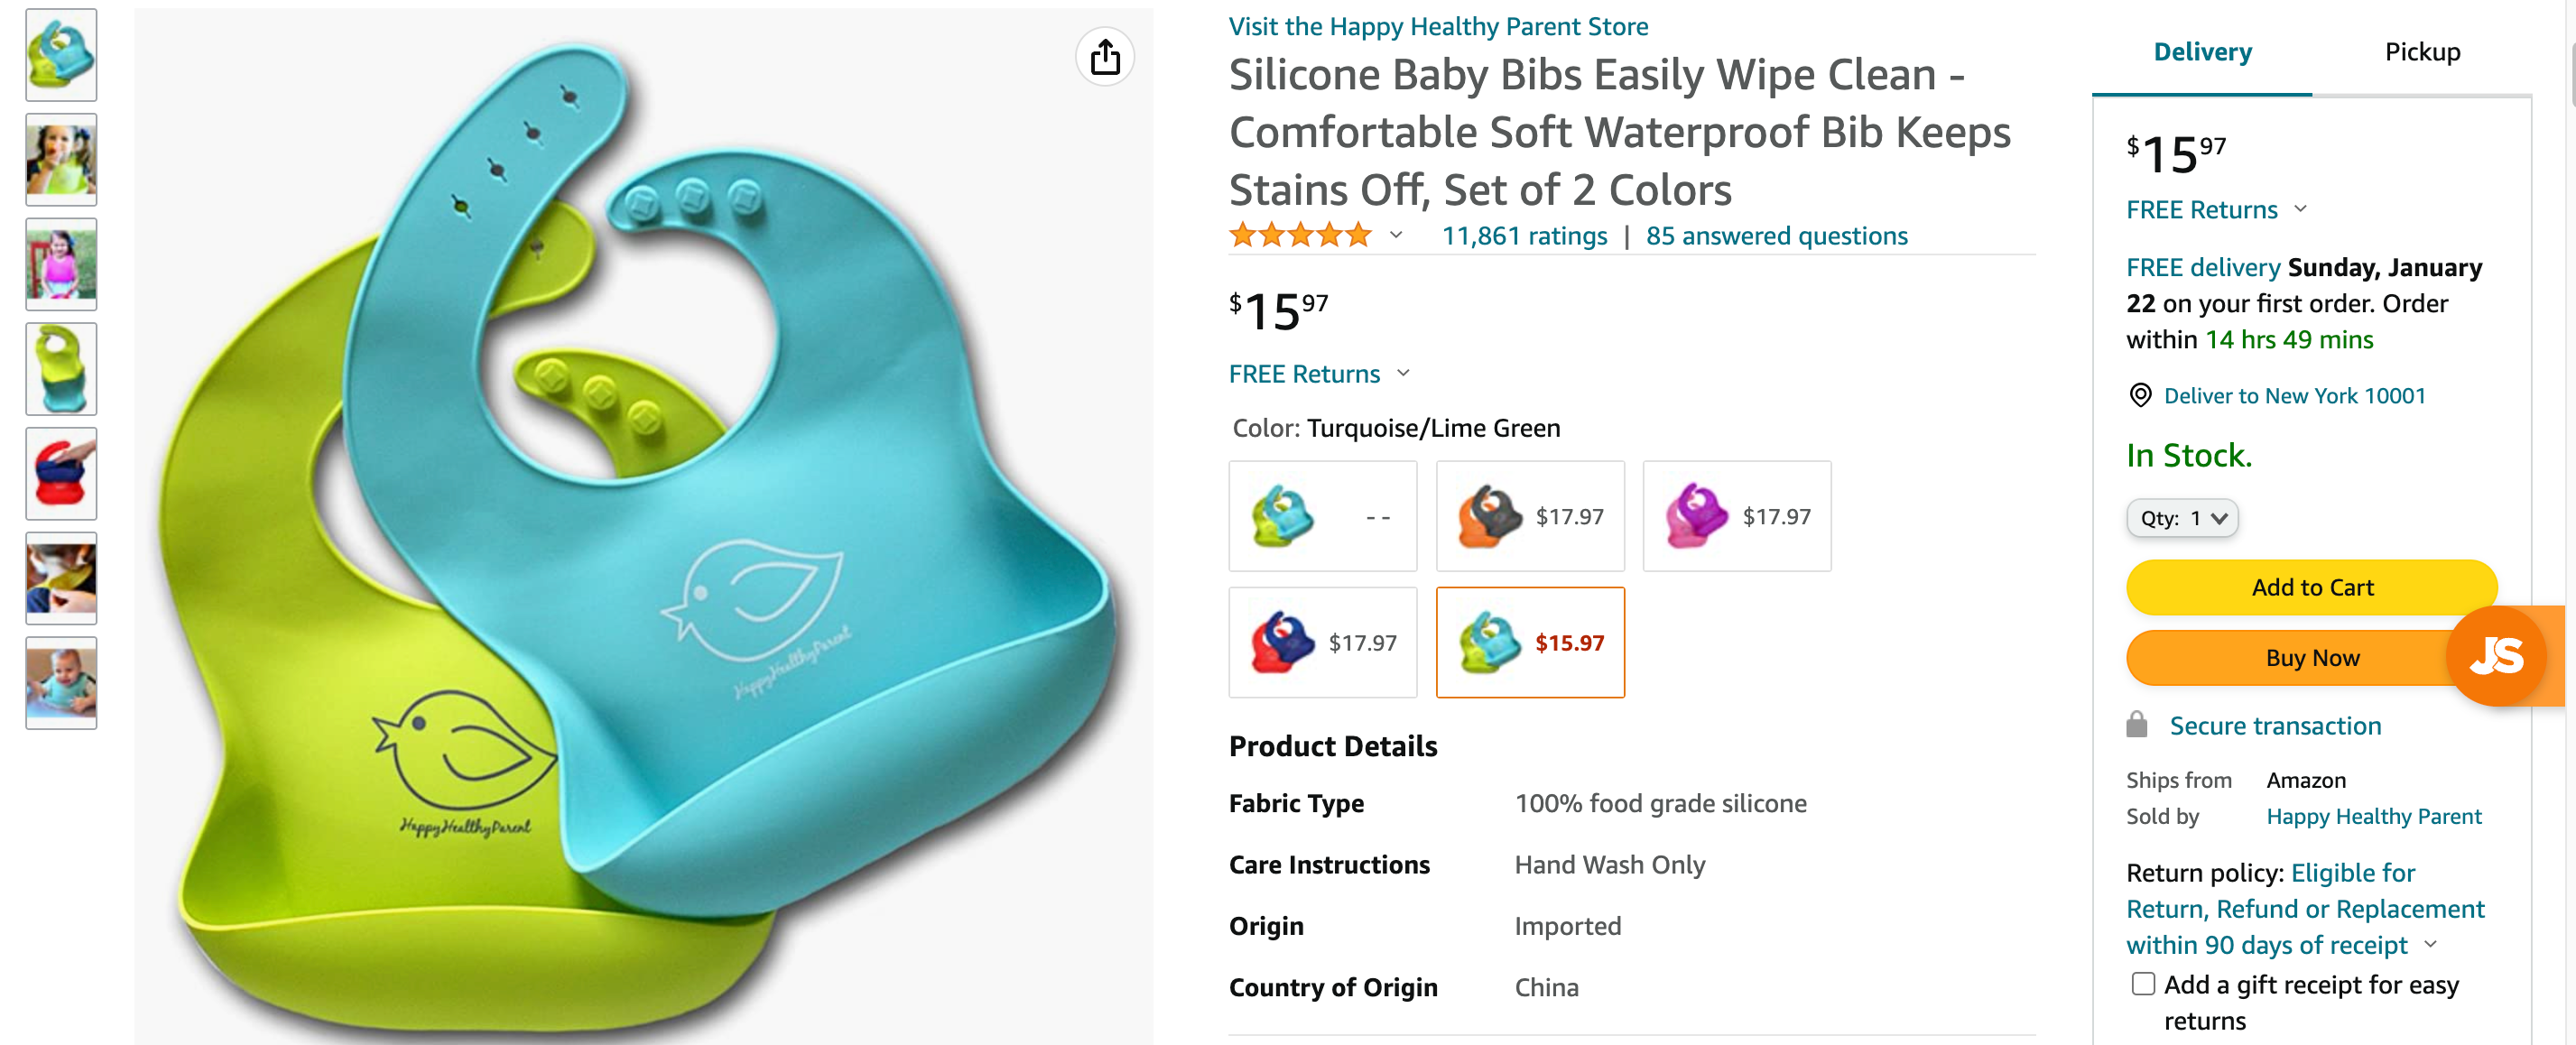 Visit the Happy Healthy Parent Store
Silicone Baby Bibs Easily Wipe Clean -
Comfortable Soft Waterproof Bib Keeps
Stains Off, Set of 2 Colors
11,861 ratings | 85 answered questions
$15 97
FREE Returns
Color: Turquoise/Lime Green
- -
$17.97
$17.97
$17.97
$15.97
Product Details
Fabric Type 100% food grade silicone
Care Instructions Hand Wash Only
Origin Imported
Country of Origin China
HappyHealthyParent
HappyHealthyParent
Delivery Pickup
$15 97
FREE Returns
FREE delivery Sunday, January
22 on your first order. Order
within 14 hrs 49 mins
Deliver to New York 10001
In Stock.
Qty: 1
Add to Cart
Buy Now
JS
Secure transaction
Ships from Amazon
Sold by Happy Healthy Parent
Return policy: Eligible for
Return, Refund or Replacement
within 90 days of receipt
Add a gift receipt for easy
returns